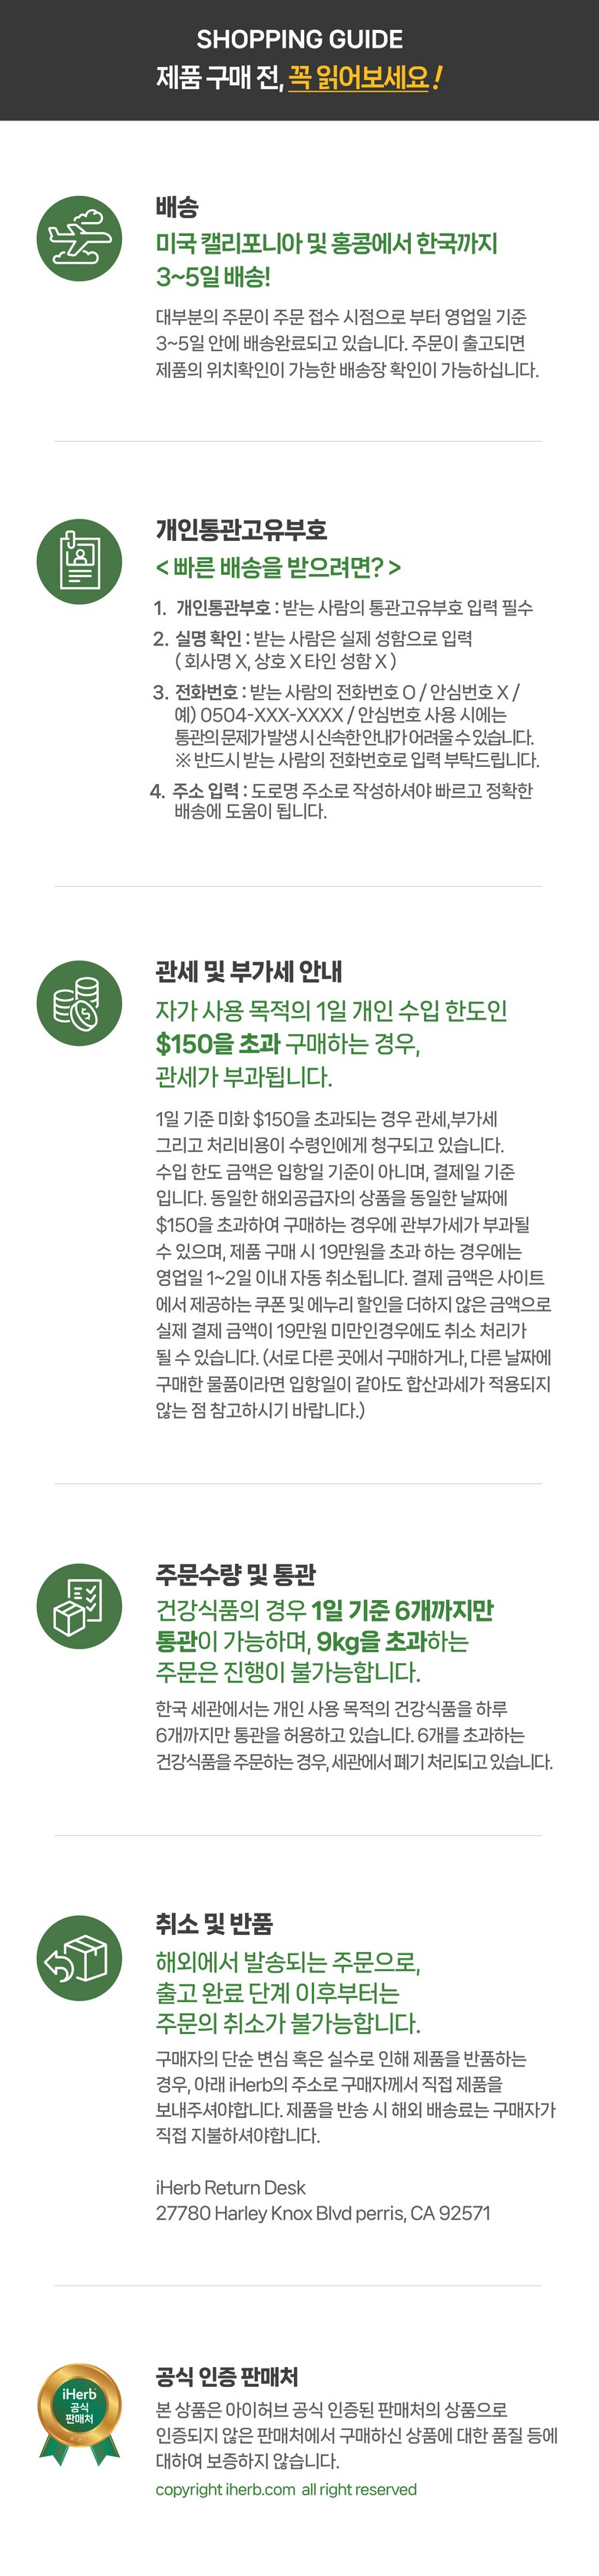 SHOPPING GUIDE
제품 구매 전, 꼭 읽어보세요!
배송
미국 캘리포니아 및 홍콩에서 한국까지
3~5일 배송!
대부분의 주문이 주문 접수 시점으로 부터 영업일 기준
3~5일 안에 배송완료되고 있습니다. 주문이 출고되면
제품의 위치확인이 가능한 배송장 확인이 가능하십니다.
개인통관고유부호
< 빠른 배송을 받으려면? >
1. 개인통관부호 : 받는 사람의 통관고유부호 입력 필수
2. 실명 확인 : 받는 사람은 실제 성함으로 입력
( 회사명 X, 상호 X 타인 성함 X )
3. 전화번호 : 받는 사람의 전화번호 O / 안심번호 X /
예) 0504-XXX-XXXX / 안심번호 사용 시에는
통관의 문제가 발생 시 신속한 안내가 어려울 수 있습니다.
※ 반드시 받는 사람의 전화번호로 입력 부탁드립니다.
4. 주소 입력 : 도로명 주소로 작성하셔야 빠르고 정확한
배송에 도움이 됩니다.
관세 및 부가세 안내
자가 사용 목적의 1일 개인 수입 한도인
$150을 초과 구매하는 경우,
관세가 부과됩니다.
1일 기준 미화 $150을 초과되는 경우 관세,부가세
그리고 처리비용이 수령인에게 청구되고 있습니다.
수입 한도 금액은 입항일 기준이 아니며, 결제일 기준
입니다. 동일한 해외공급자의 상품을 동일한 날짜에
$150을 초과하여 구매하는 경우에 관부가세가 부과될
수 있으며, 제품 구매 시 19만원을 초과 하는 경우에는
영업일 1~2일 이내 자동 취소됩니다. 결제 금액은 사이트
에서 제공하는 쿠폰 및 에누리 할인을 더하지 않은 금액으로
실제 결제 금액이 19만원 미만인경우에도 취소 처리가
될 수 있습니다. (서로 다른 곳에서 구매하거나, 다른 날짜에
구매한 물품이라면 입항일이 같아도 합산과세가 적용되지
않는 점 참고하시기 바랍니다.)
주문수량 및 통관
건강식품의 경우 1일 기준 6개까지만
통관이 가능하며, 9kg을 초과하는
주문은 진행이 불가능합니다.
한국 세관에서는 개인 사용 목적의 건강식품을 하루
6개까지만 통관을 허용하고 있습니다. 6개를 초과하는
건강식품을 주문하는 경우, 세관에서 폐기 처리되고 있습니다.
취소 및 반품
해외에서 발송되는 주문으로,
출고 완료 단계 이후부터는
주문의 취소가 불가능합니다.
구매자의 단순 변심 혹은 실수로 인해 제품을 반품하는
경우, 아래 iHerb의 주소로 구매자께서 직접 제품을
보내주셔야합니다. 제품을 반송 시 해외 배송료는 구매자가
직접 지불하셔야합니다.
iHerb Return Desk
27780 Harley Knox Blvd perris, CA 92571
iHerb
공식
판매처
공식 인증 판매처
본 상품은 아이허브 공식 인증된 판매처의 상품으로
인증되지 않은 판매처에서 구매하신 상품에 대한 품질 등에
대하여 보증하지 않습니다.
copyright iherb.com all right reserved